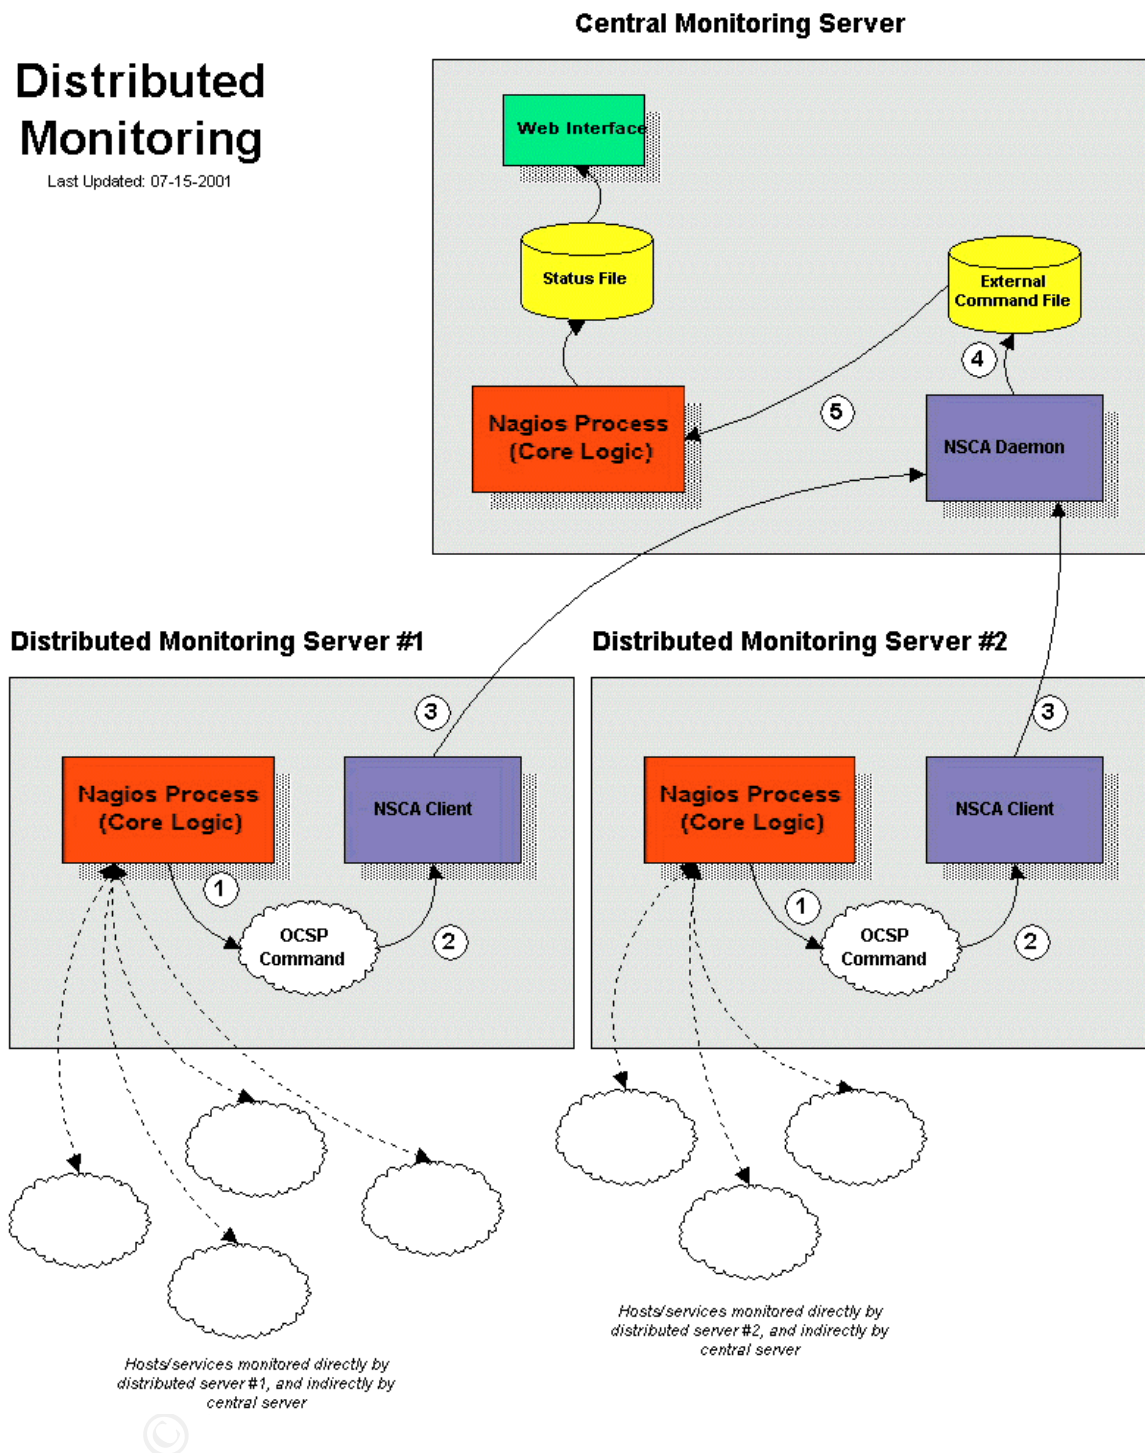 Central Monitoring Server
Distributed
Monitoring
Last Updated: 07-15-2001
Web Interface
Status File
External
Command File
4
5
Nagios Process
(Core Logic)
NSCA Daemon
Distributed Monitoring Server #1
Distributed Monitoring Server #2
3
3
Nagios Process
(Core Logic)
NSCA Client
Nagios Process
(Core Logic)
NSCA Client
1
OCSP
Command
2
1
OCSP
Command
2
Hosts/services monitored directly by
distributed server #2, and indirectly by
central server
Hosts/services monitored directly by
distributed server #1, and indirectly by
central server
©